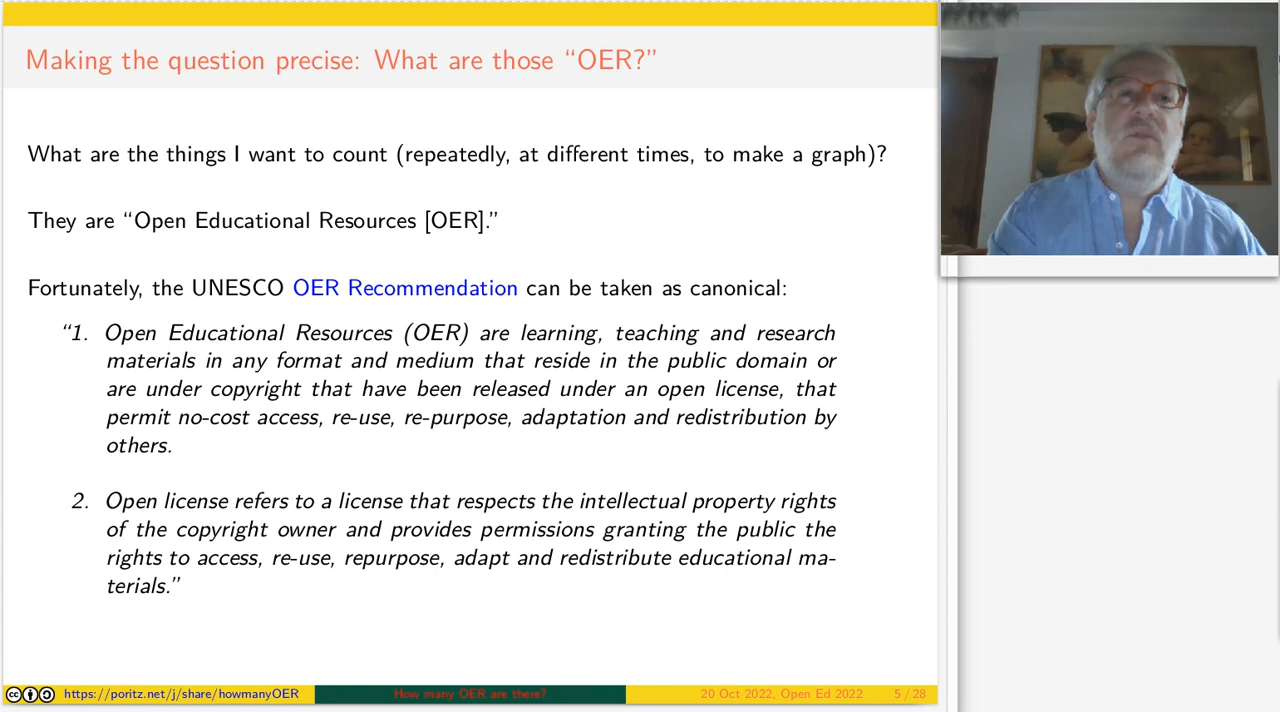 Making the question precise: What are those “OER?”
What are the things I want to count (repeatedly, at different times, to make a graph)?
They are “Open Educational Resources [OER].”
Fortunately, the UNESCO OER Recommendation can be taken as canonical:
“1. Open Educational Resources (OER) are learning, teaching and research
materials in any format and medium that reside in the public domain or
are under copyright that have been released under an open license, that
permit no-cost access, re-use, re-purpose, adaptation and redistribution by
others.
2. Open license refers to a license that respects the intellectual property rights
of the copyright owner and provides permissions granting the public the
rights to access, re-use, repurpose, adapt and redistribute educational ma-
terials.”
cc https://poritz.net/j/share/howmanyOER How many OER are there? 20 Oct 2022, Open Ed 2022 5 / 28